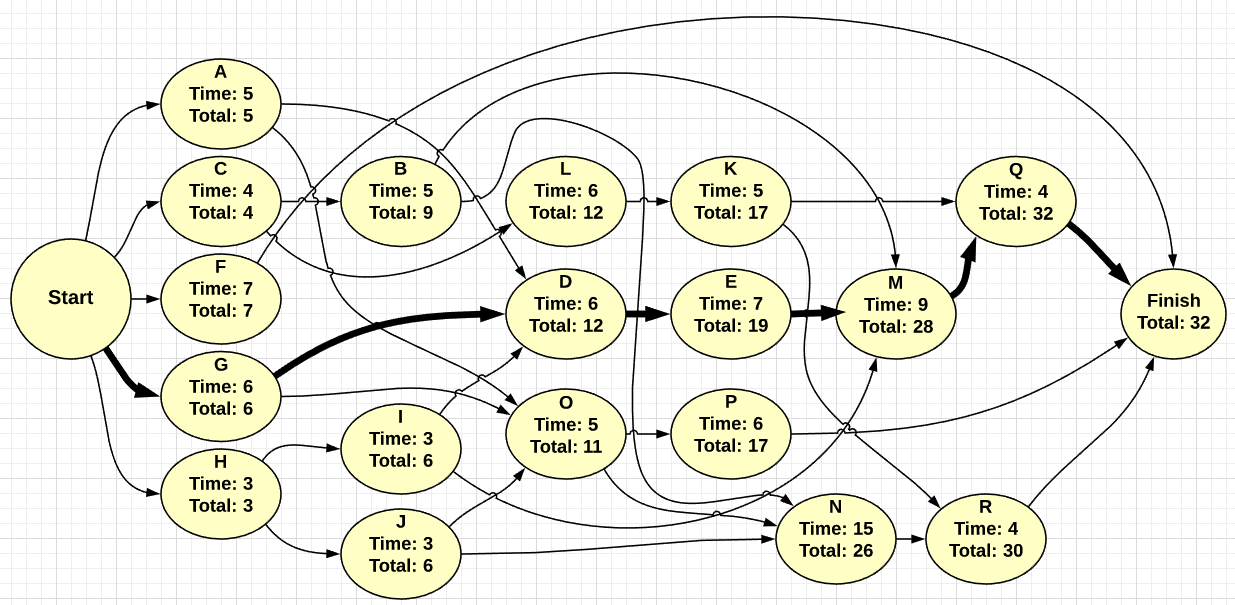 Start
A
Time: 5
Total: 5
C
Time: 4
Total: 4
F
Time: 7
Total: 7
G
Time: 6
Total: 6
H
Time: 3
Total: 3
B
Time: 5
Total: 9
I
Time: 3
Total: 6
J
Time: 3
Total: 6
L
Time: 6
Total: 12
D
Time: 6
Total: 12
O
Time: 5
Total: 11
K
Time: 5
Total: 17
E
Time: 7
Total: 19
P
Time: 6
Total: 17
M
Time: 9
Total: 28
N
Time: 15
Total: 26
Q
Time: 4
Total: 32
R
Time: 4
Total: 30
Finish
Total: 32